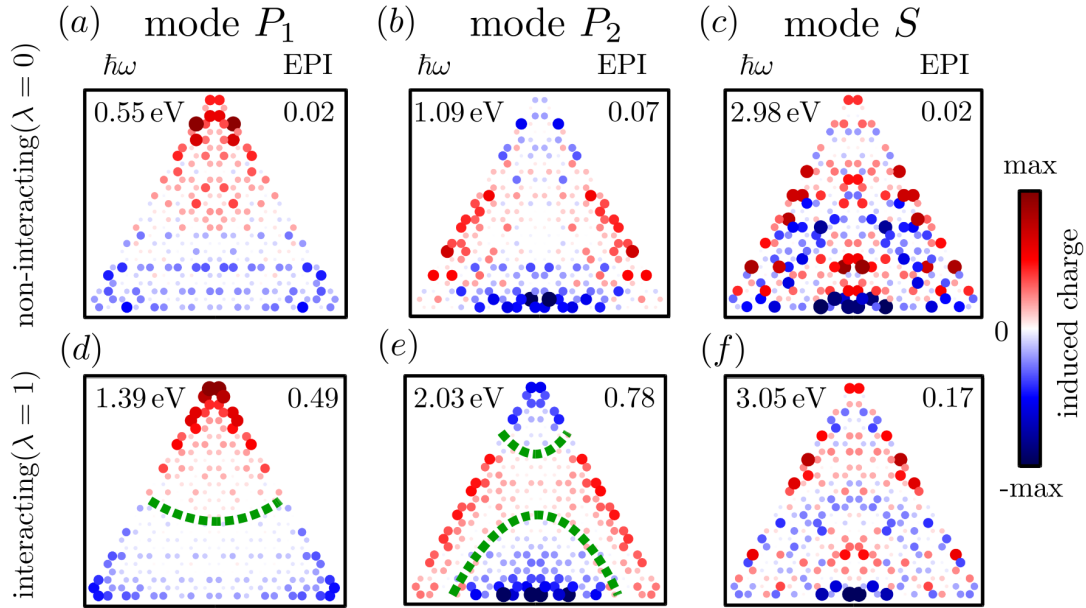 (a) mode P₁
(b) mode P₂
(c) mode S
ħω EPI
ħω EPI
ħω EPI
non-interacting(λ = 0)
0.55 eV 0.02
1.09 eV 0.07
2.98 eV 0.02
(d)
(e)
(f)
interacting(λ = 1)
1.39 eV 0.49
2.03 eV 0.78
3.05 eV 0.17
max
0
-max
induced charge